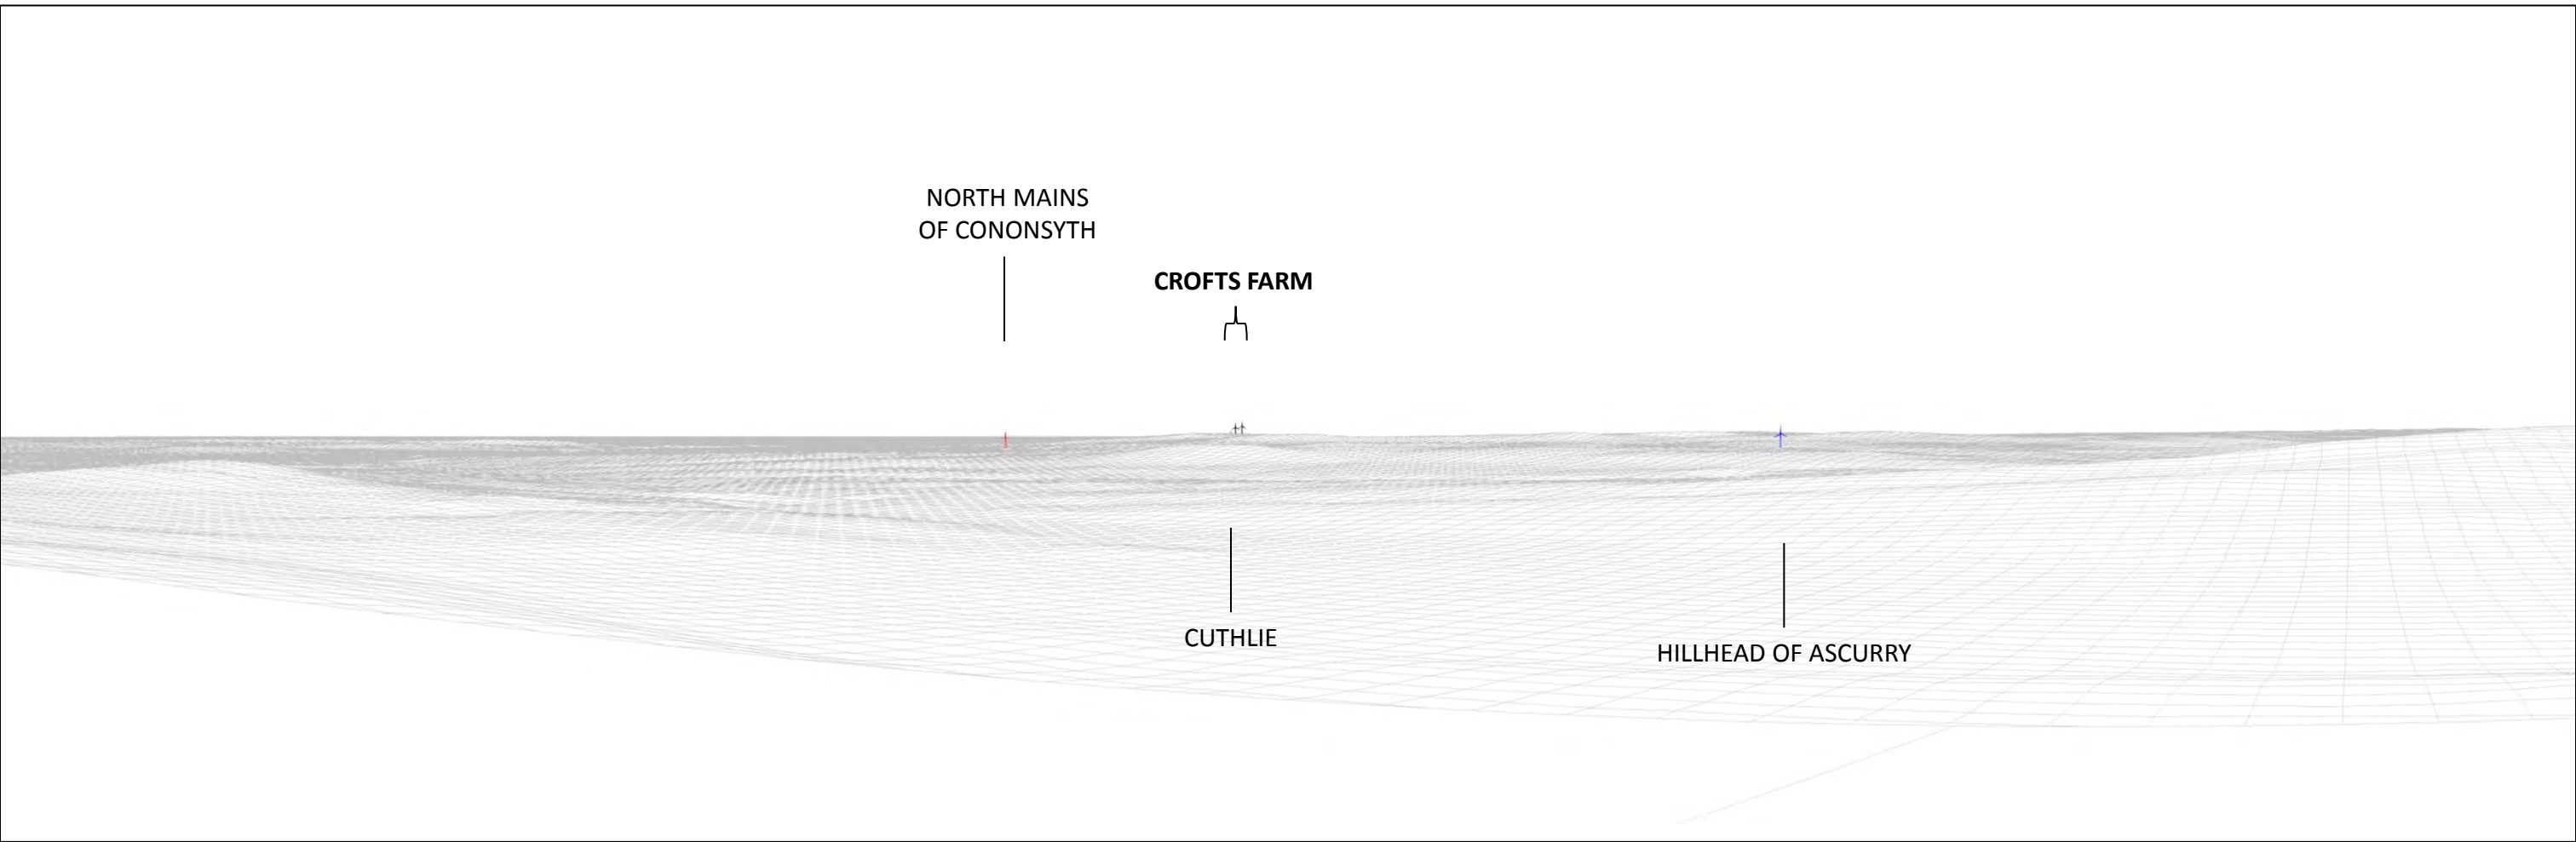 NORTH MAINS
OF CONONSYTH
CROFTS FARM
CUTHLIE
HILLHEAD OF ASCURRY